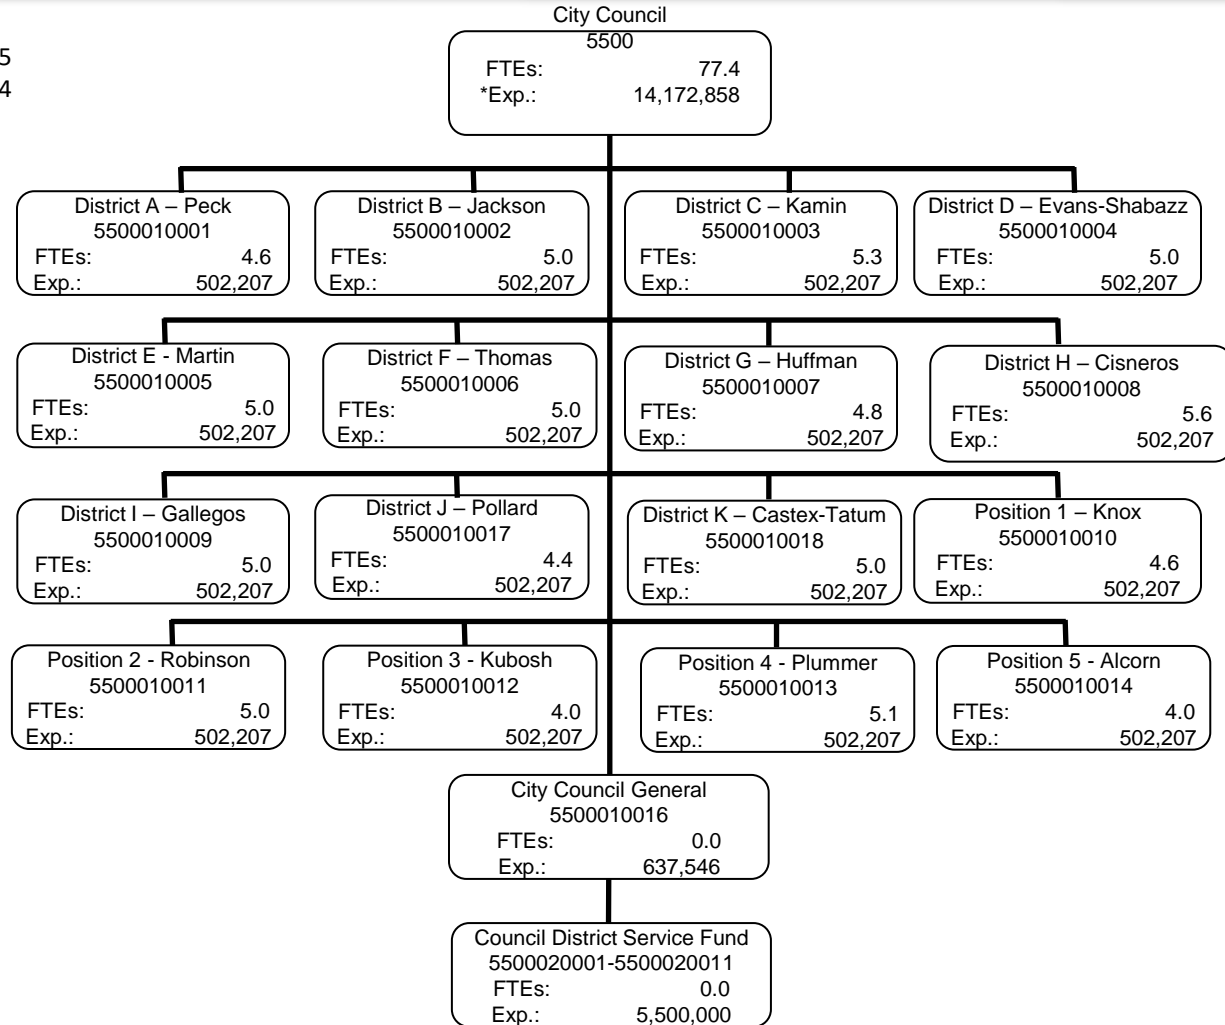 City Council
5500
5
FTEs: 77.4
4
*Exp.: 14,172,858
District A – Peck
5500010001
FTEs: 4.6
Exp.: 502,207
District B – Jackson
5500010002
FTEs: 5.0
Exp.: 502,207
District C – Kamin
5500010003
FTEs: 5.3
Exp.: 502,207
District D – Evans-Shabazz
5500010004
FTEs: 5.0
Exp.: 502,207
District E - Martin
5500010005
FTEs: 5.0
Exp.: 502,207
District F – Thomas
5500010006
FTEs: 5.0
Exp.: 502,207
District G – Huffman
5500010007
FTEs: 4.8
Exp.: 502,207
District H – Cisneros
5500010008
FTEs: 5.6
Exp.: 502,207
District I – Gallegos
5500010009
FTEs: 5.0
Exp.: 502,207
District J – Pollard
5500010017
FTEs: 4.4
Exp.: 502,207
District K – Castex-Tatum
5500010018
FTEs: 5.0
Exp.: 502,207
Position 1 – Knox
5500010010
FTEs: 4.6
Exp.: 502,207
Position 2 - Robinson
5500010011
FTEs: 5.0
Exp.: 502,207
Position 3 - Kubosh
5500010012
FTEs: 4.0
Exp.: 502,207
Position 4 - Plummer
5500010013
FTEs: 5.1
Exp.: 502,207
Position 5 - Alcorn
5500010014
FTEs: 4.0
Exp.: 502,207
City Council General
5500010016
FTEs: 0.0
Exp.: 637,546
Council District Service Fund
5500020001-5500020011
FTEs: 0.0
Exp.: 5,500,000